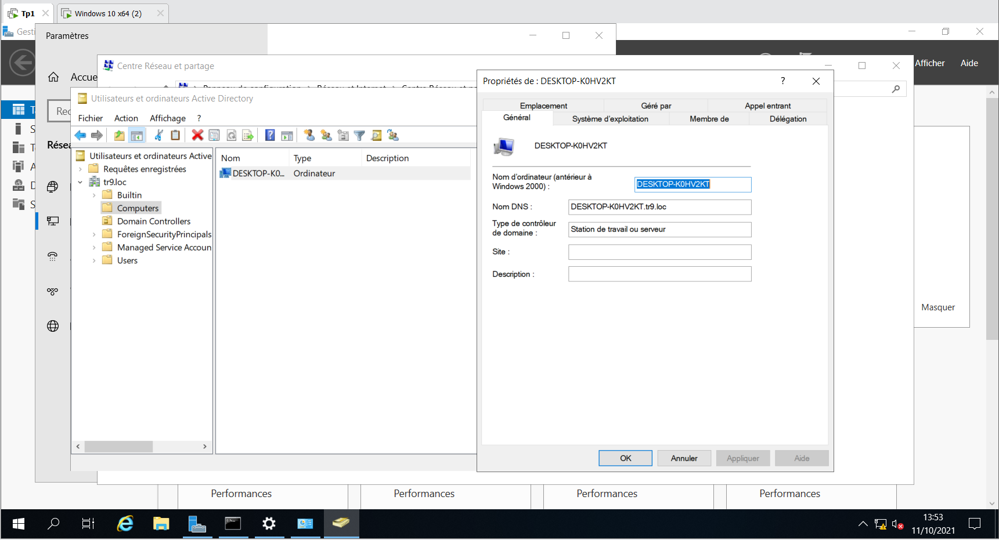 Tp1
Windows 10 x64 (2)
Gesti
Paramètres
Afficher
Aide
Accue
Centre Réseau et partage
Rec
Résea
Utilisateurs et ordinateurs Active Directory
Fichier Action Affichage ?
Utilisateurs et ordinateurs Active
Requêtes enregistrées
tr9.loc
Builtin
Computers
Domain Controllers
ForeignSecurityPrincipals
Managed Service Accoun
Users
Nom Type Description
DESKTOP-K0... Ordinateur
Propriétés de : DESKTOP-K0HV2KT
?
Emplacement Géré par Appel entrant
Général Système d'exploitation Membre de Délégation
DESKTOP-K0HV2KT
Nom d'ordinateur (antérieur à
Windows 2000) :
DESKTOP-K0HV2KT
Nom DNS :
DESKTOP-K0HV2KT.tr9.loc
Type de contrôleur
de domaine :
Station de travail ou serveur
Site :
Description :
OK Annuler Appliquer Aide
Masquer
Performances Performances Performances Performances
13:53
11/10/2021